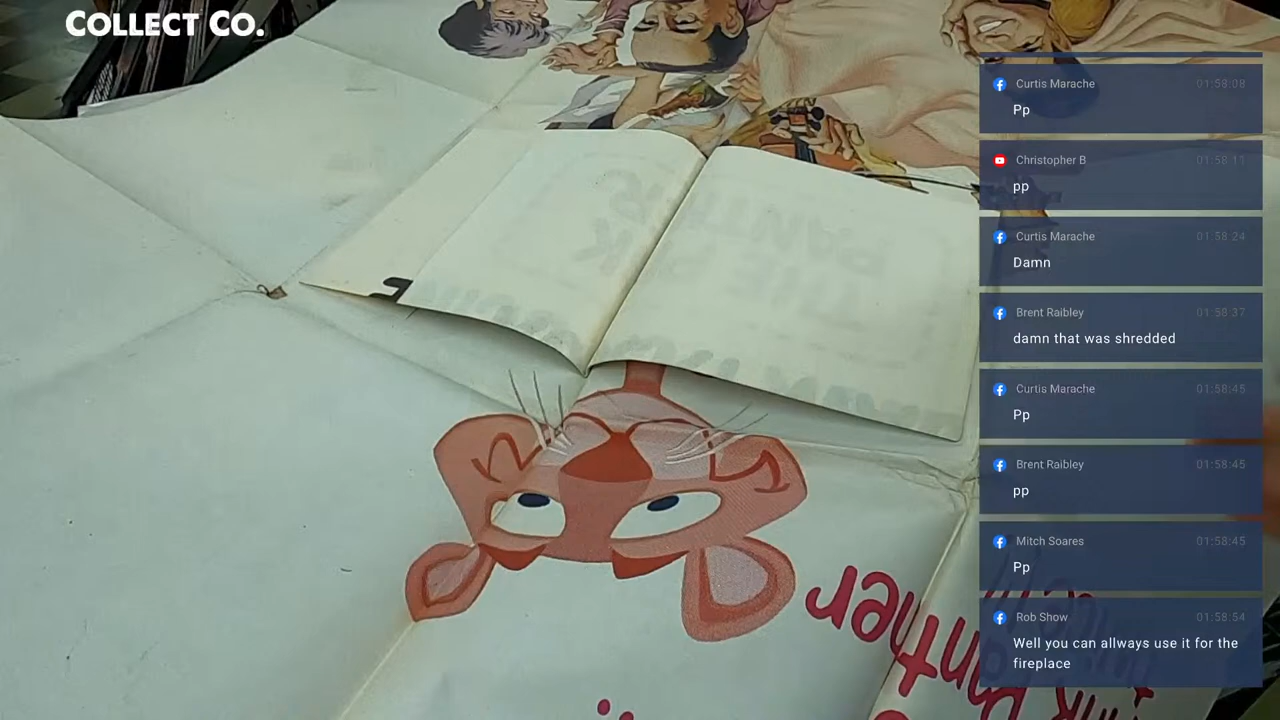 COLLECT CO.
Curtis Marache 01:58:08
Pp
Christopher B 01:58:11
pp
Curtis Marache 01:58:24
Damn
Brent Raibley 01:58:37
damn that was shredded
Curtis Marache 01:58:45
Pp
Brent Raibley 01:58:45
pp
Mitch Soares 01:58:45
Pp
Rob Show 01:58:54
Well you can allways use it for the
fireplace
Pink
Panther